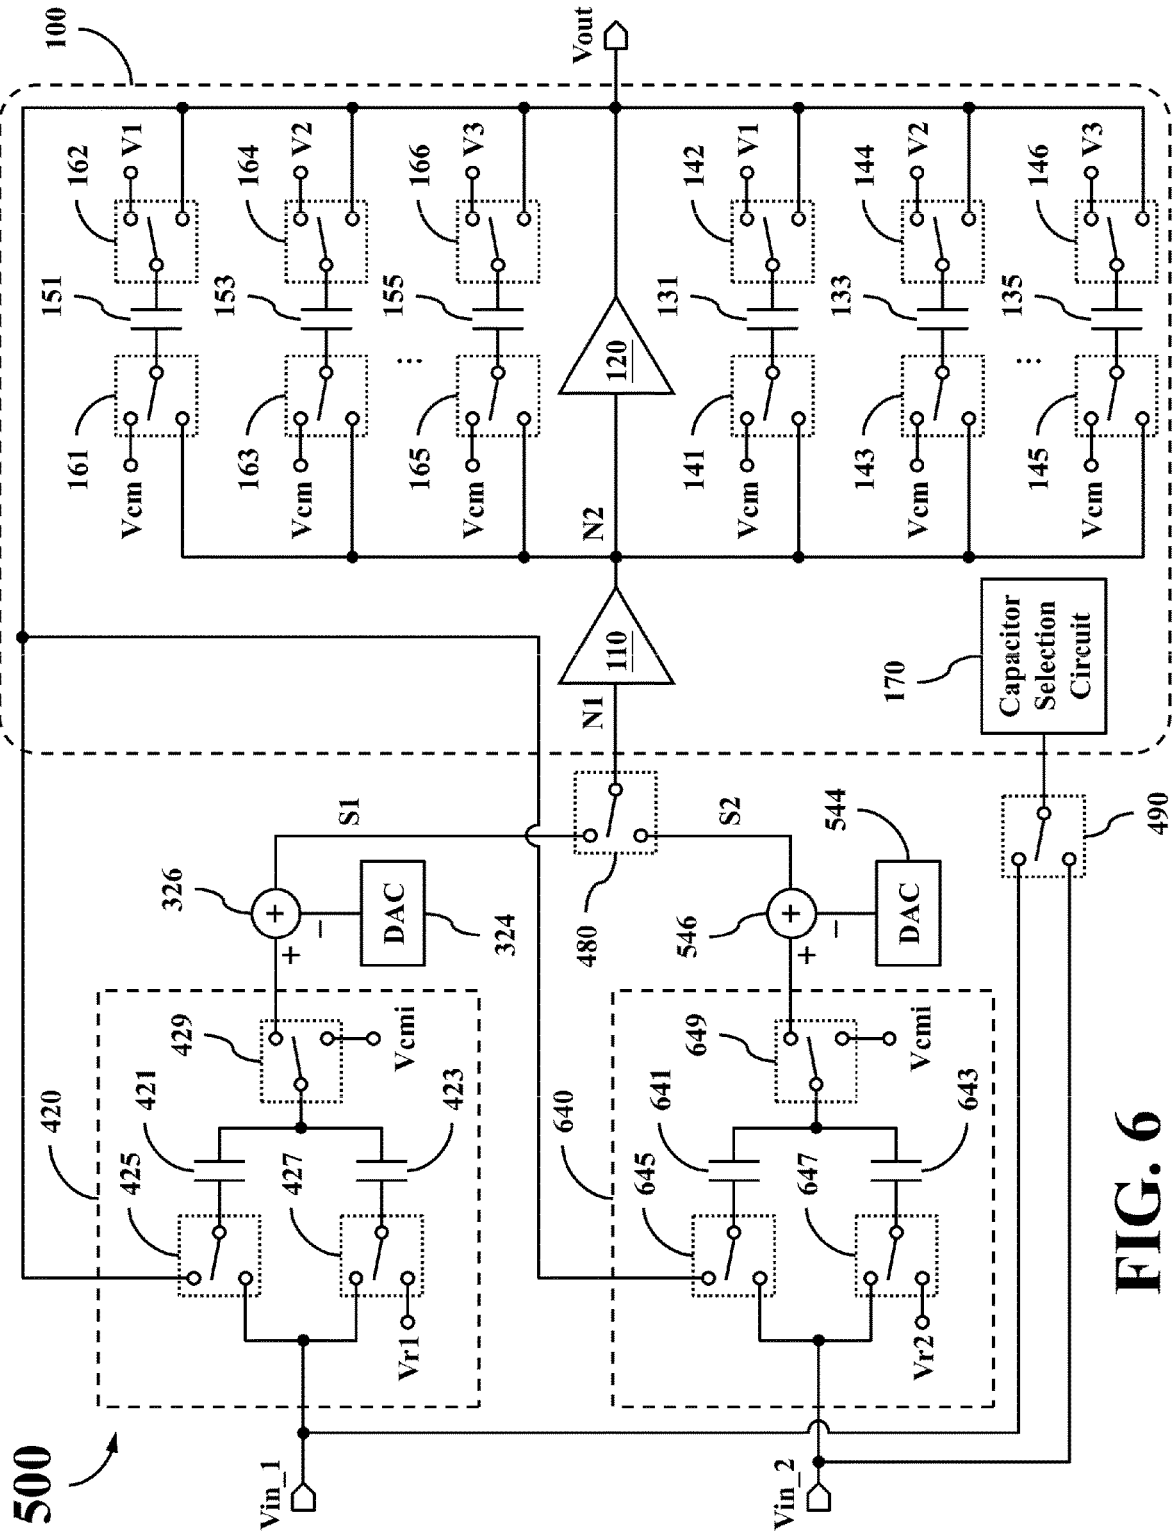 500
Vin_1
Vin_2
420
425
421
427
423
429
Vr1
Vcmi
326
+
+
−
DAC
324
S1
640
645
641
647
643
649
Vr2
Vcmi
546
+
+
−
DAC
544
S2
480
490
100
N1
110
N2
120
Vout
170
Capacitor
Selection
Circuit
161
Vcm
151
162
V1
163
Vcm
153
164
V2
165
Vcm
155
166
V3
...
141
Vcm
131
142
V1
143
Vcm
133
144
V2
145
Vcm
135
146
V3
...
FIG. 6